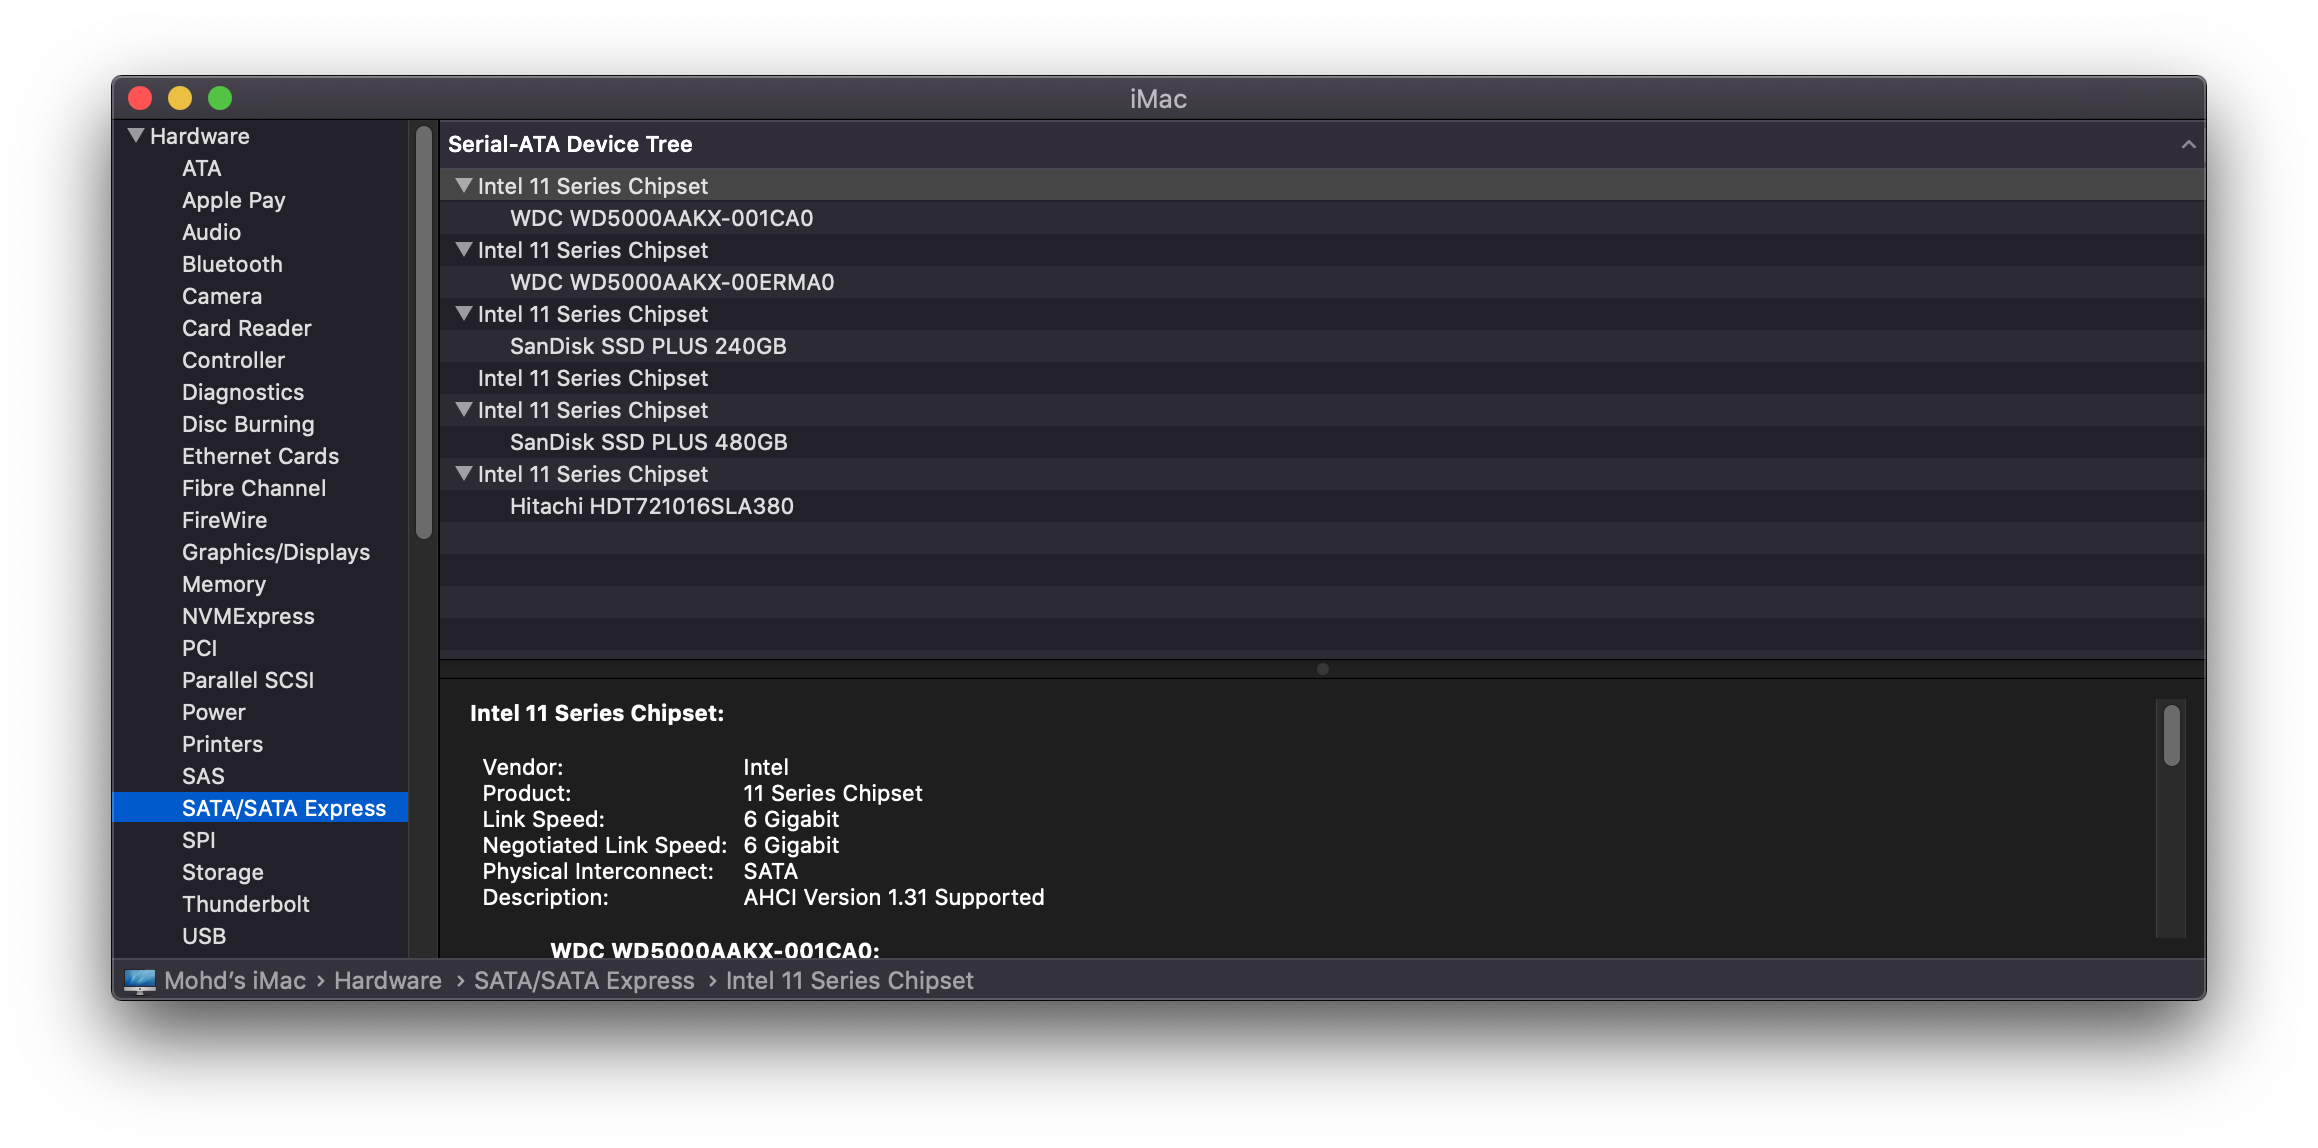 iMac
Hardware
ATA
Apple Pay
Audio
Bluetooth
Camera
Card Reader
Controller
Diagnostics
Disc Burning
Ethernet Cards
Fibre Channel
FireWire
Graphics/Displays
Memory
NVMExpress
PCI
Parallel SCSI
Power
Printers
SAS
SATA/SATA Express
SPI
Storage
Thunderbolt
USB
Serial-ATA Device Tree
Intel 11 Series Chipset
WDC WD5000AAKX-001CA0
Intel 11 Series Chipset
WDC WD5000AAKX-00ERMA0
Intel 11 Series Chipset
SanDisk SSD PLUS 240GB
Intel 11 Series Chipset
Intel 11 Series Chipset
SanDisk SSD PLUS 480GB
Intel 11 Series Chipset
Hitachi HDT721016SLA380
Intel 11 Series Chipset:
Vendor: Intel
Product: 11 Series Chipset
Link Speed: 6 Gigabit
Negotiated Link Speed: 6 Gigabit
Physical Interconnect: SATA
Description: AHCI Version 1.31 Supported
WDC WD5000AAKX-001CA0:
Mohd's iMac › Hardware › SATA/SATA Express › Intel 11 Series Chipset